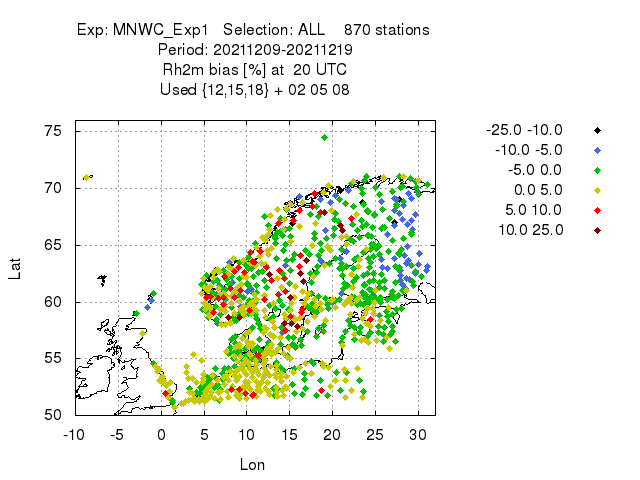 Exp: MNWC_Exp1 Selection: ALL 870 stations
Period: 20211209-20211219
Rh2m bias [%] at 20 UTC
Used {12,15,18} + 02 05 08
75
70
65
60
55
50
Lat
-10 -5 0 5 10 15 20 25 30
Lon
-25.0 -10.0
-10.0 -5.0
-5.0 0.0
0.0 5.0
5.0 10.0
10.0 25.0